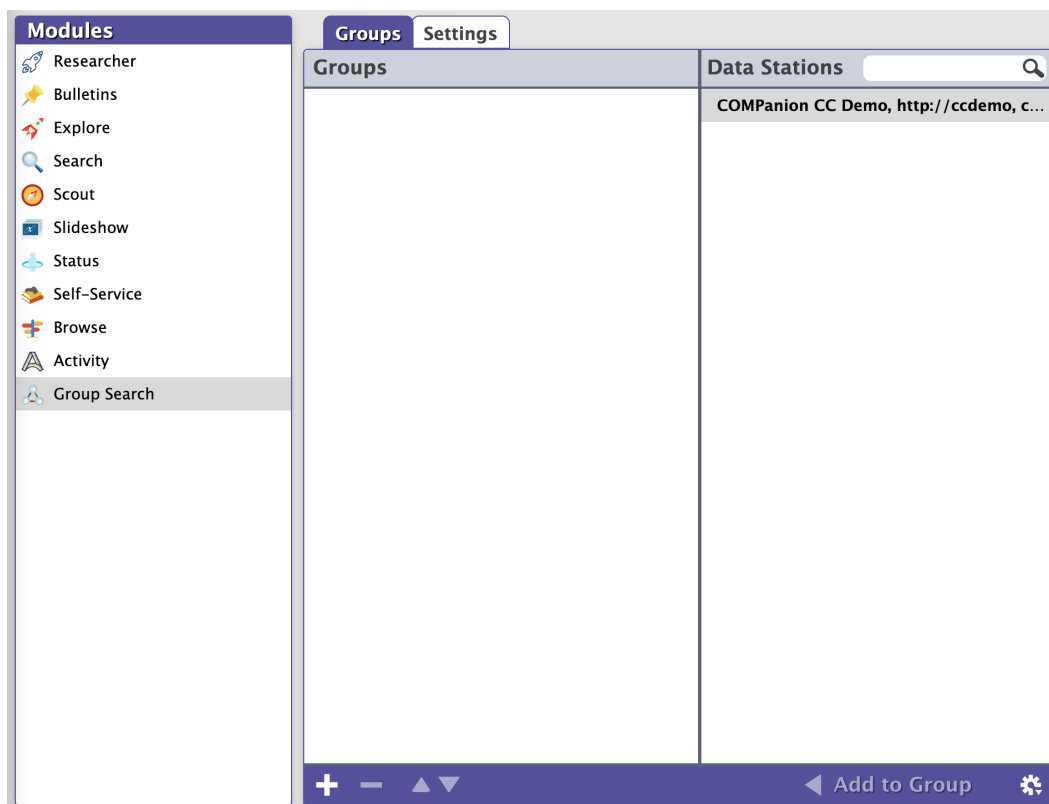 Modules
Researcher
Bulletins
Explore
Search
Scout
Slideshow
Status
Self-Service
Browse
Activity
Group Search
Groups
Settings
Groups
Data Stations
COMPanion CC Demo, http://ccdemo, c...
Add to Group